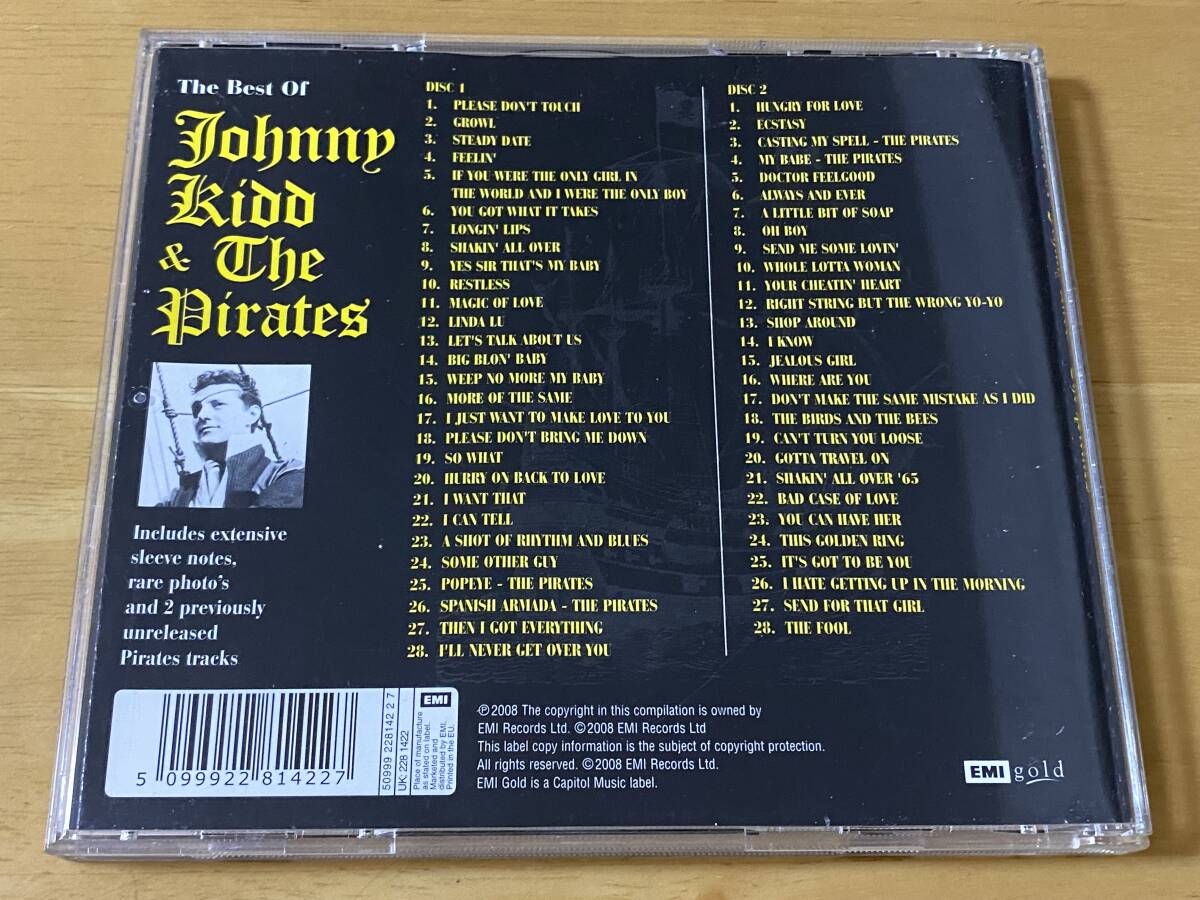 The Best Of
Johnny
Kidd
& The
Pirates
Includes extensive
sleeve notes,
rare photo's
and 2 previously
unreleased
Pirates tracks
DISC 1
1. PLEASE DON'T TOUCH
2. GROWL
3. STEADY DATE
4. FEELIN'
5. IF YOU WERE THE ONLY GIRL IN
THE WORLD AND I WERE THE ONLY BOY
6. YOU GOT WHAT IT TAKES
7. LONGIN' LIPS
8. SHAKIN' ALL OVER
9. YES SIR THAT'S MY BABY
10. RESTLESS
11. MAGIC OF LOVE
12. LINDA LU
13. LET'S TALK ABOUT US
14. BIG BLON' BABY
15. WEEP NO MORE MY BABY
16. MORE OF THE SAME
17. I JUST WANT TO MAKE LOVE TO YOU
18. PLEASE DON'T BRING ME DOWN
19. SO WHAT
20. HURRY ON BACK TO LOVE
21. I WANT THAT
22. I CAN TELL
23. A SHOT OF RHYTHM AND BLUES
24. SOME OTHER GUY
25. POPEYE - THE PIRATES
26. SPANISH ARMADA - THE PIRATES
27. THEN I GOT EVERYTHING
28. I'LL NEVER GET OVER YOU
DISC 2
1. HUNGRY FOR LOVE
2. ECSTASY
3. CASTING MY SPELL - THE PIRATES
4. MY BABE - THE PIRATES
5. DOCTOR FEELGOOD
6. ALWAYS AND EVER
7. A LITTLE BIT OF SOAP
8. OH BOY
9. SEND ME SOME LOVIN'
10. WHOLE LOTTA WOMAN
11. YOUR CHEATIN' HEART
12. RIGHT STRING BUT THE WRONG YO-YO
13. SHOP AROUND
14. I KNOW
15. JEALOUS GIRL
16. WHERE ARE YOU
17. DON'T MAKE THE SAME MISTAKE AS I DID
18. THE BIRDS AND THE BEES
19. CAN'T TURN YOU LOOSE
20. GOTTA TRAVEL ON
21. SHAKIN' ALL OVER '65
22. BAD CASE OF LOVE
23. YOU CAN HAVE HER
24. THIS GOLDEN RING
25. IT'S GOT TO BE YOU
26. I HATE GETTING UP IN THE MORNING
27. SEND FOR THAT GIRL
28. THE FOOL
5 099922 814227
50999 228142 2 7
UK: 228 1422
EMI
Place of manufacture
as stated on label.
Marketed and
distributed by EMI.
Printed in the EU.
℗2008 The copyright in this compilation is owned by
EMI Records Ltd. ©2008 EMI Records Ltd
This label copy information is the subject of copyright protection.
All rights reserved. ©2008 EMI Records Ltd.
EMI Gold is a Capitol Music label.
EMI gold